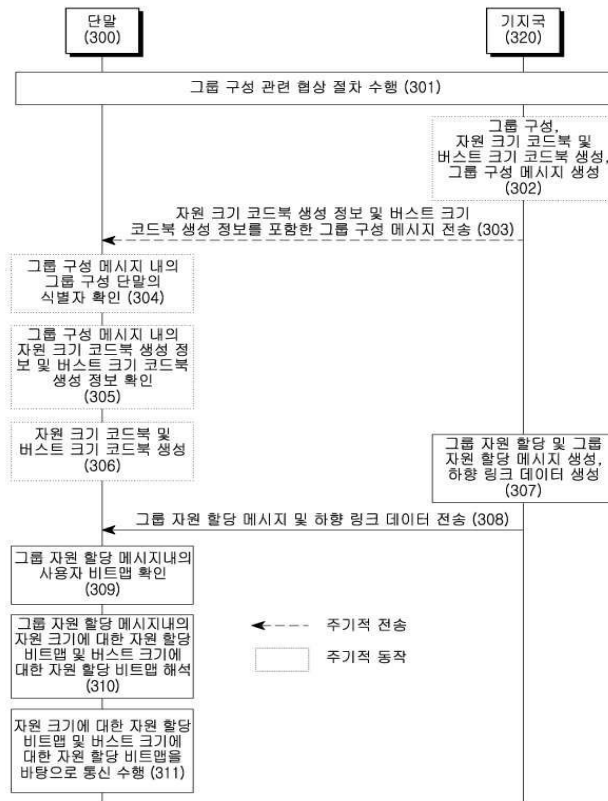 단말
(300)
기지국
(320)
그룹 구성 관련 협상 절차 수행 (301)
그룹 구성,
자원 크기 코드북 및
버스트 크기 코드북 생성,
그룹 구성 메시지 생성
(302)
자원 크기 코드북 생성 정보 및 버스트 크기
코드북 생성 정보를 포함한 그룹 구성 메시지 전송 (303)
그룹 구성 메시지 내의
그룹 구성 단말의
식별자 확인 (304)
그룹 구성 메시지 내의
자원 크기 코드북 생성 정
보 및 버스트 크기 코드북
생성 정보 확인
(305)
자원 크기 코드북 및
버스트 크기 코드북 생성
(306)
그룹 자원 할당 및 그룹
자원 할당 메시지 생성,
하향 링크 데이터 생성
(307)
그룹 자원 할당 메시지 및 하향 링크 데이터 전송 (308)
그룹 자원 할당 메시지내의
사용자 비트맵 확인
(309)
그룹 자원 할당 메시지내의
자원 크기에 대한 자원 할당
비트맵 및 버스트 크기에
대한 자원 할당 비트맵 해석
(310)
주기적 전송
주기적 동작
자원 크기에 대한 자원 할당
비트맵 및 버스트 크기에
대한 자원 할당 비트맵을
바탕으로 통신 수행 (311)